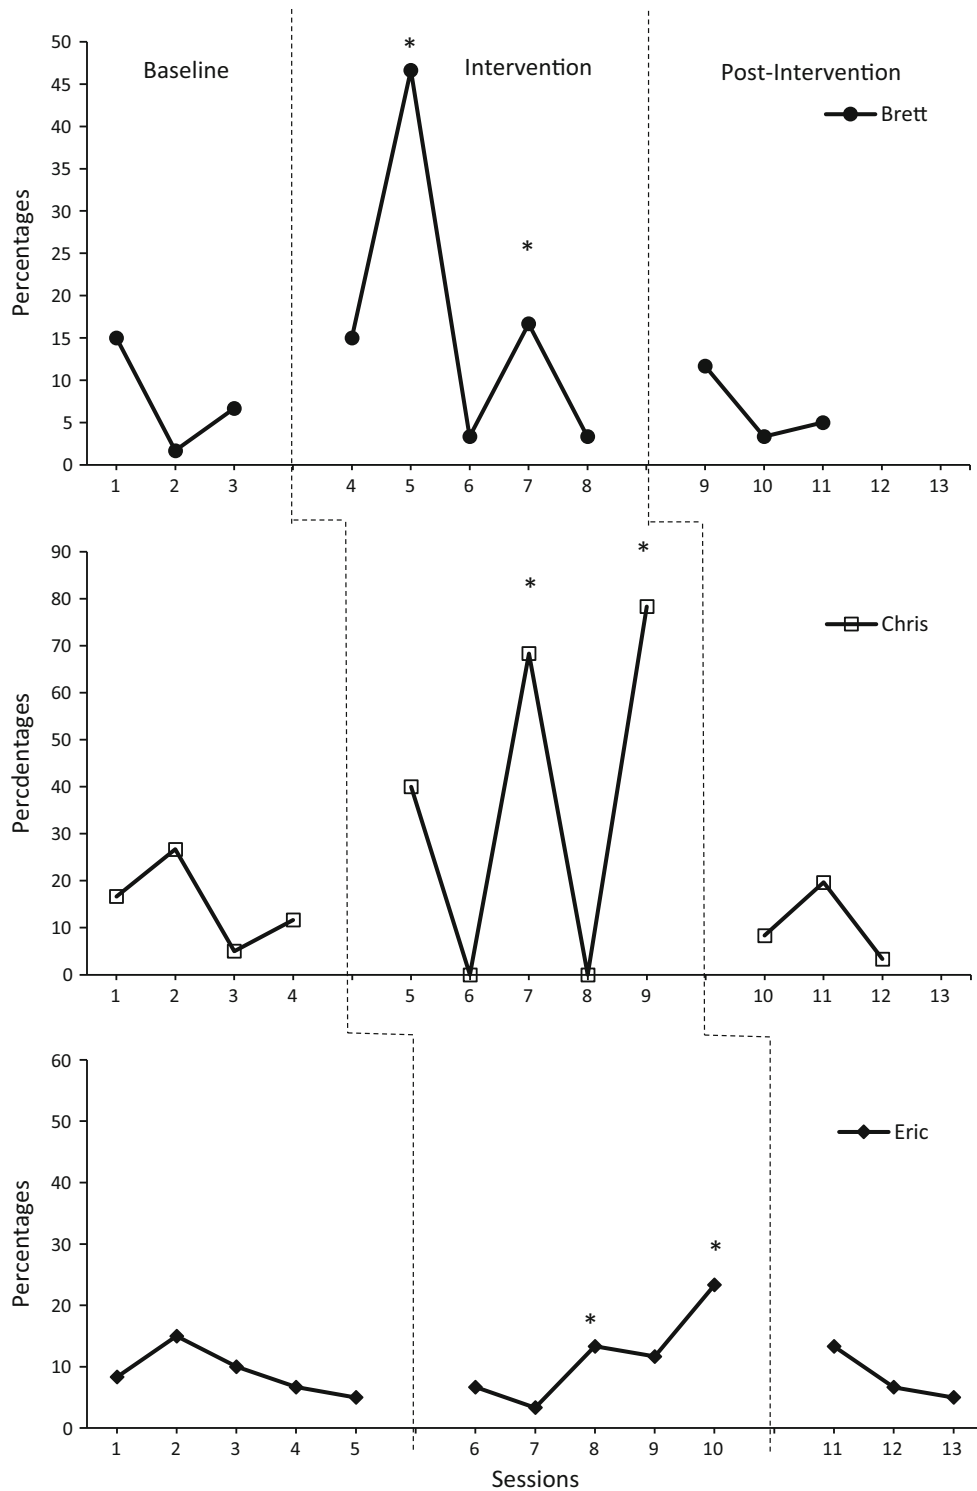 50
45
40
35
30
25
20
15
10
5
0
Percentages
Baseline
Intervention
Post-Intervention
Brett
*
*
1 2 3 4 5 6 7 8 9 10 11 12 13
90
80
70
60
50
40
30
20
10
0
Percdentages
Chris
*
*
1 2 3 4 5 6 7 8 9 10 11 12 13
60
50
40
30
20
10
0
Percentages
Eric
*
*
1 2 3 4 5 6 7 8 9 10 11 12 13
Sessions